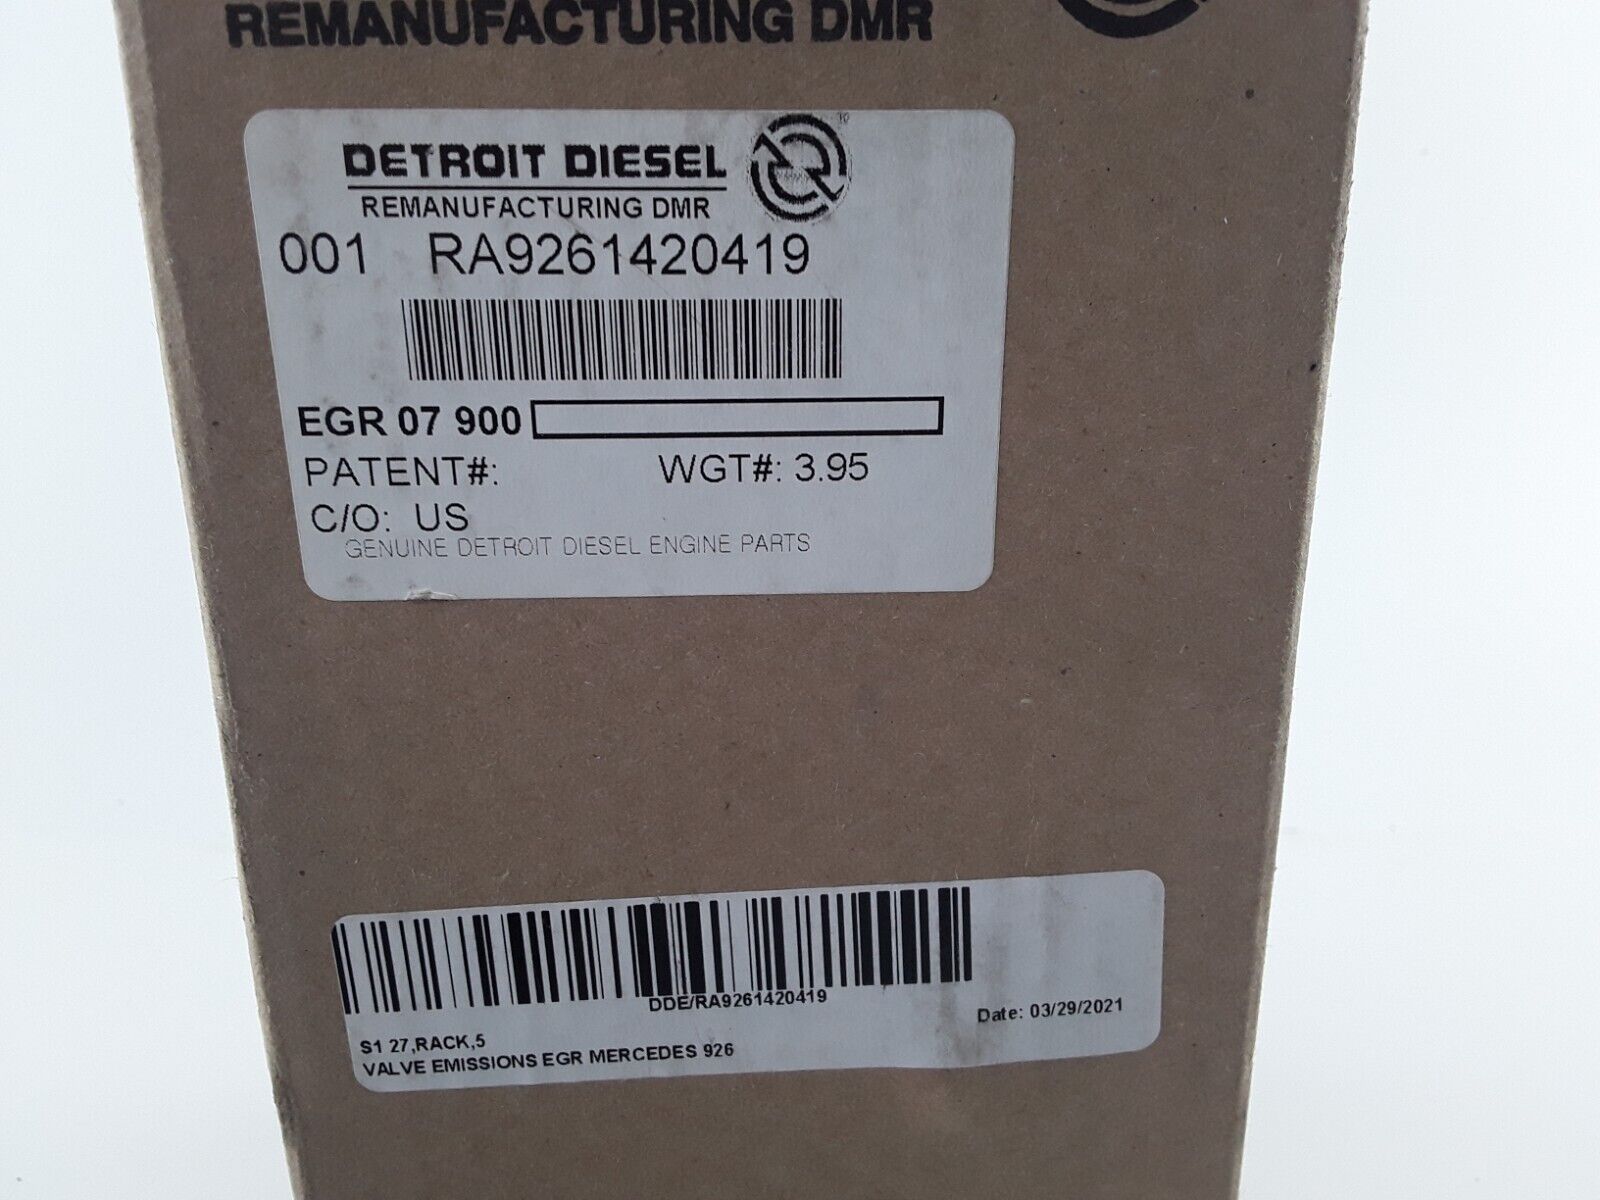 REMANUFACTURING DMR
DETROIT DIESEL
REMANUFACTURING DMR
001 RA9261420419
EGR 07 900
PATENT#: WGT#: 3.95
C/O: US
GENUINE DETROIT DIESEL ENGINE PARTS
DDE/RA9261420419
Date: 03/29/2021
S1 27,RACK,5
VALVE EMISSIONS EGR MERCEDES 926